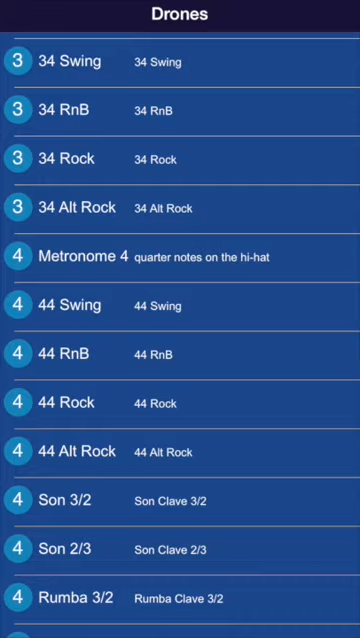 Drones
3 34 Swing 34 Swing
3 34 RnB 34 RnB
3 34 Rock 34 Rock
3 34 Alt Rock 34 Alt Rock
4 Metronome 4 quarter notes on the hi-hat
4 44 Swing 44 Swing
4 44 RnB 44 RnB
4 44 Rock 44 Rock
4 44 Alt Rock 44 Alt Rock
4 Son 3/2 Son Clave 3/2
4 Son 2/3 Son Clave 2/3
4 Rumba 3/2 Rumba Clave 3/2